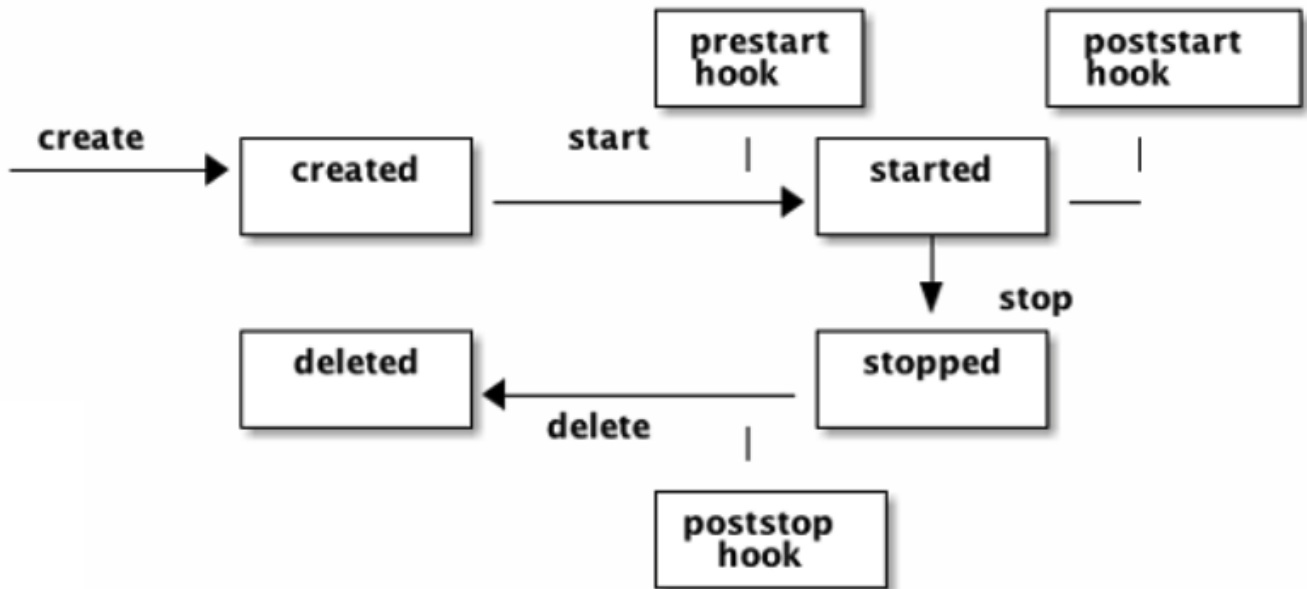 prestart
hook
poststart
hook
create
start
created
started
stop
deleted
stopped
delete
poststop
hook